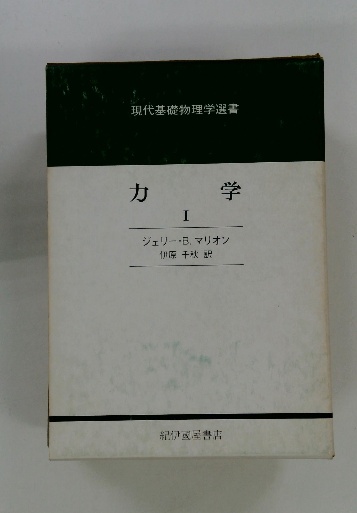 現代基礎物理学選書
力 学
I
ジェリー・B. マリオン
伊原 千秋 訳
紀伊國屋書店